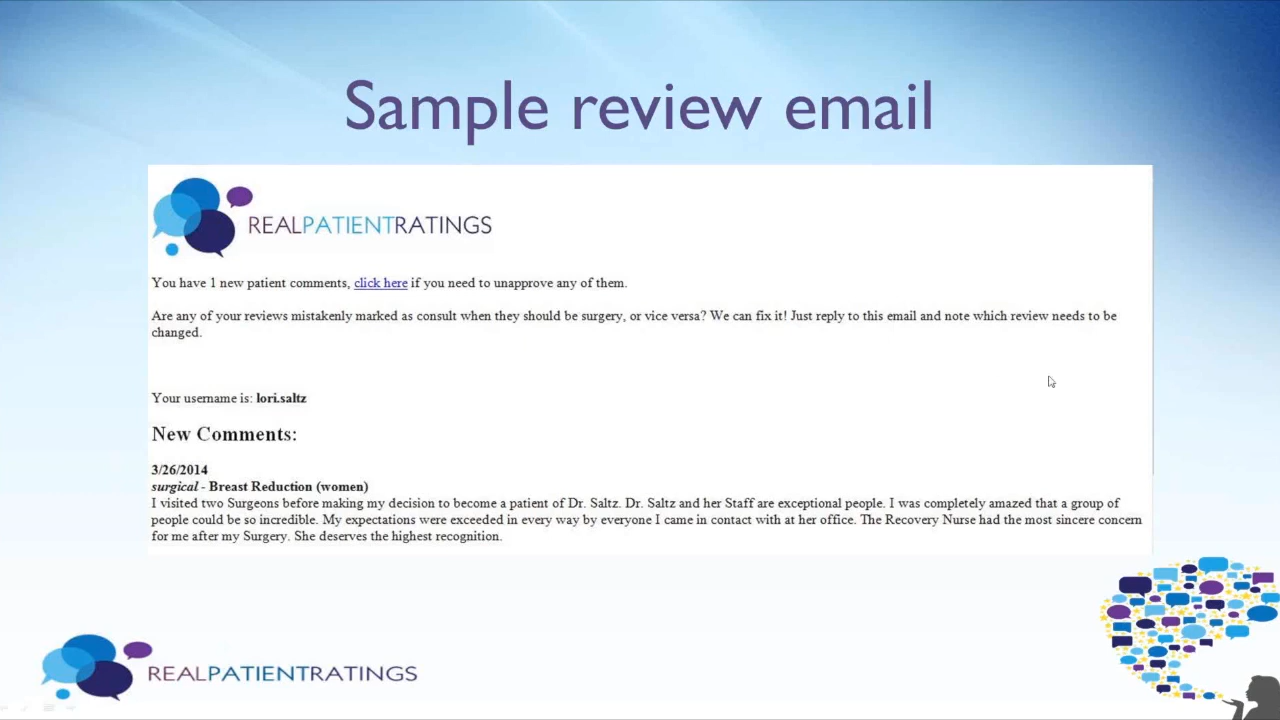 Sample review email
REALPATIENTRATINGS
You have 1 new patient comments, click here if you need to unapprove any of them.
Are any of your reviews mistakenly marked as consult when they should be surgery, or vice versa? We can fix it! Just reply to this email and note which review needs to be
changed.
Your username is: lori.saltz
New Comments:
3/26/2014
surgical - Breast Reduction (women)
I visited two Surgeons before making my decision to become a patient of Dr. Saltz. Dr. Saltz and her Staff are exceptional people. I was completely amazed that a group of
people could be so incredible. My expectations were exceeded in every way by everyone I came in contact with at her office. The Recovery Nurse had the most sincere concern
for me after my Surgery. She deserves the highest recognition.
REALPATIENTRATINGS